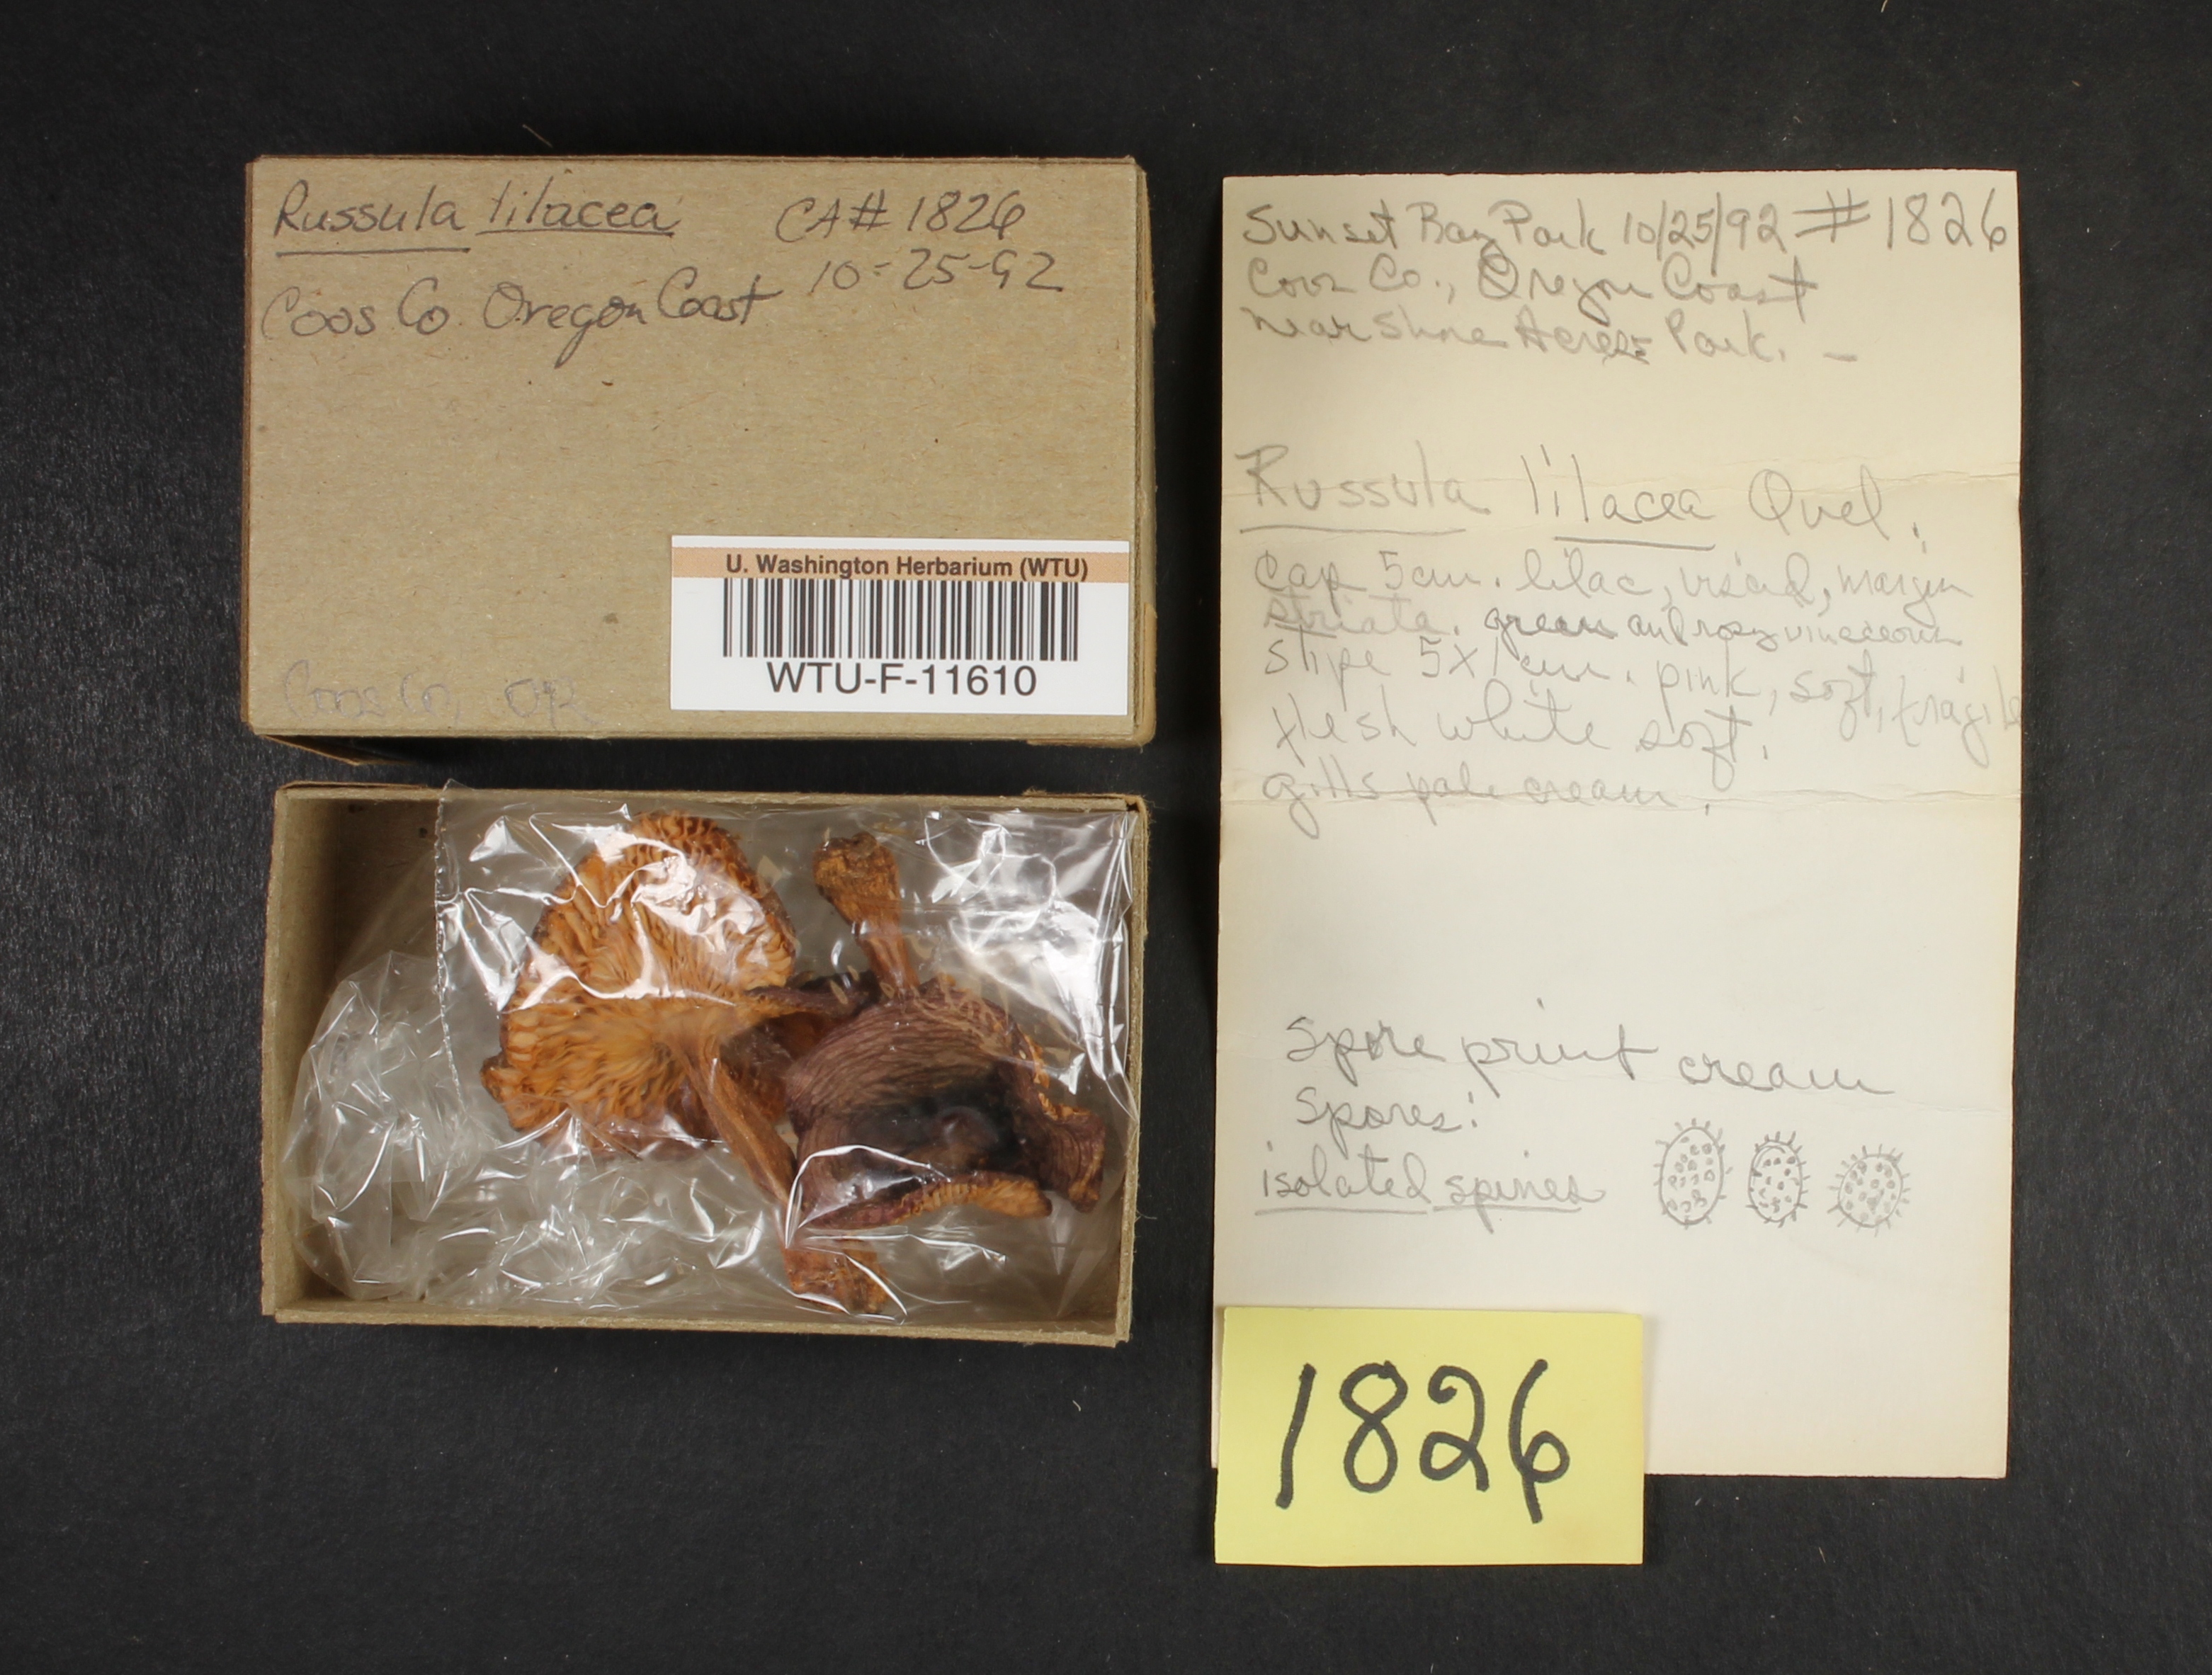 Russula lilacea CA# 1826
Coos Co. Oregon Coast 10-25-92
U. Washington Herbarium (WTU)
WTU-F-11610
Coos Co, OR
Sunset Bay Park 10/25/92 #1826
Coos Co., Oregon Coast
near Shore Acres Park. –
Russula lilacea Quel.
Cap 5cm. lilac, viscid, margin
striate. green and rosy vinaceous
stipe 5x1 cm. pink, soft, fragile
flesh white soft.
gills pale cream.
Spore print cream
Spores:
isolated spines
1826